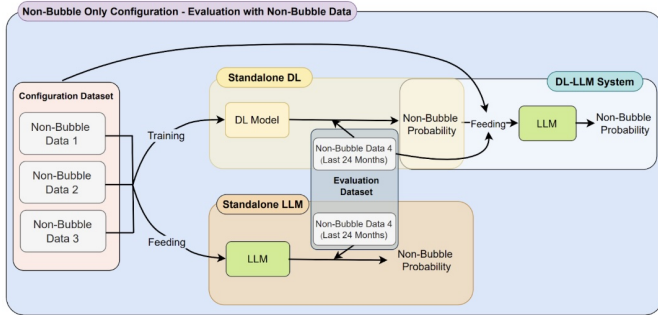 Non-Bubble Only Configuration - Evaluation with Non-Bubble Data
Configuration Dataset
Non-Bubble
Data 1
Non-Bubble
Data 2
Non-Bubble
Data 3
Training
Feeding
Standalone DL
DL Model
Non-Bubble
Probability
Non-Bubble Data 4
(Last 24 Months)
Evaluation
Dataset
Non-Bubble Data 4
(Last 24 Months)
Standalone LLM
LLM
Non-Bubble
Probability
DL-LLM System
Feeding
LLM
Non-Bubble
Probability